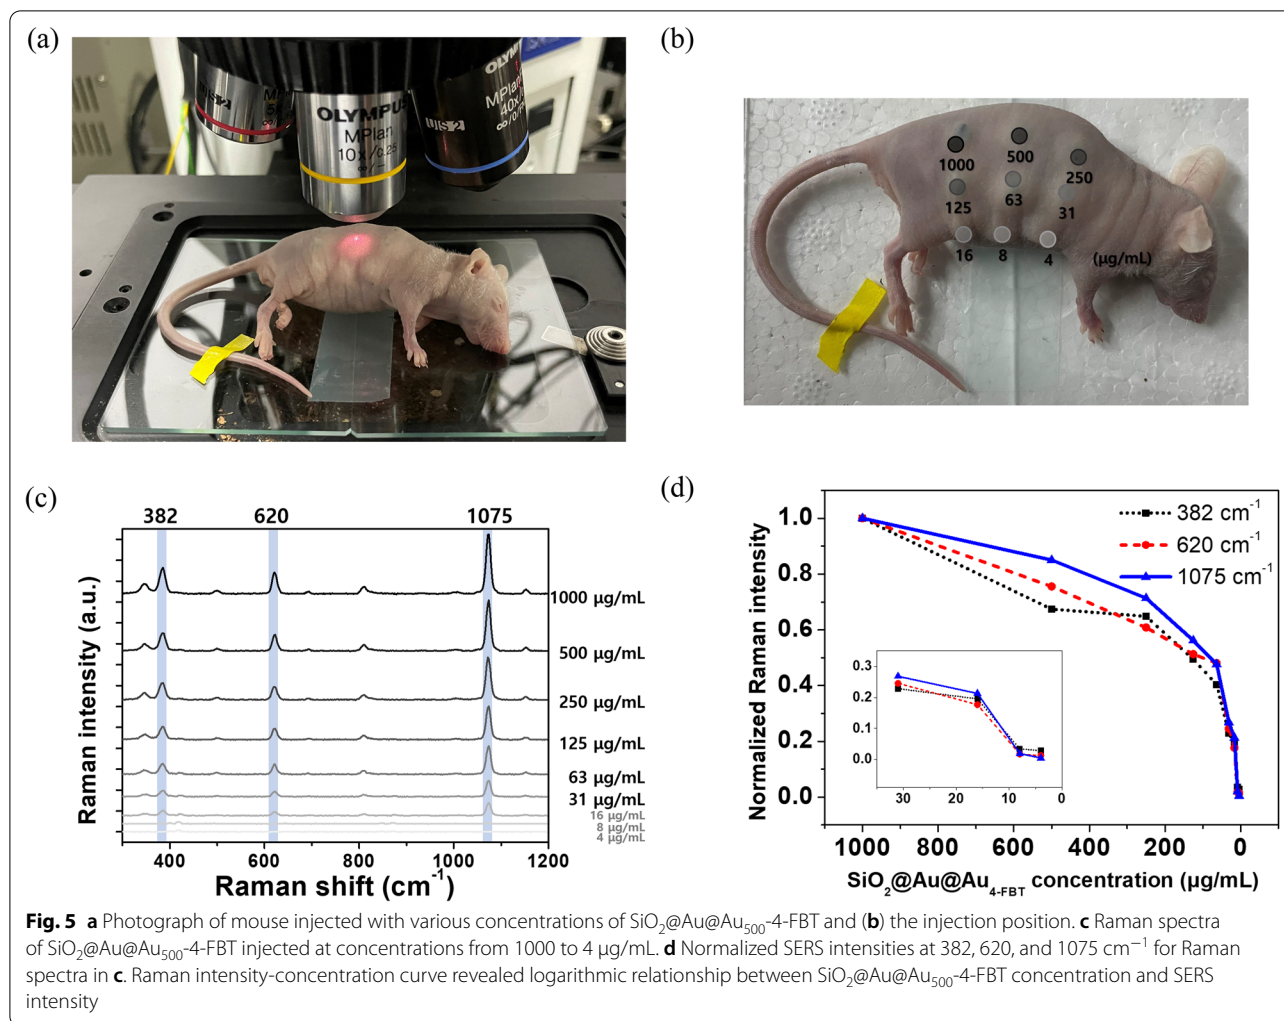 (a)
OLYMPUS
MPlan
10x/0.25
∞/-
UIS 2
OLYM
MPlan
40x/
∞/0/F
(b)
1000
500
250
125
63
31
16
8
4
(μg/mL)
(c)
382
620
1075
Raman intensity (a.u.)
1000 μg/mL
500 μg/mL
250 μg/mL
125 μg/mL
63 μg/mL
31 μg/mL
16 μg/mL
8 μg/mL
4 μg/mL
400 600 800 1000 1200
Raman shift (cm⁻¹)
(d)
Normalized Raman intensity
1.0
0.8
0.6
0.4
0.2
0.0
382 cm⁻¹
620 cm⁻¹
1075 cm⁻¹
0.3
0.2
0.1
0.0
30 20 10 0
1000 800 600 400 200 0
SiO₂@Au@Au₄₋FBT concentration (μg/mL)
Fig. 5 a Photograph of mouse injected with various concentrations of SiO₂@Au@Au₅₀₀-4-FBT and (b) the injection position. c Raman spectra
of SiO₂@Au@Au₅₀₀-4-FBT injected at concentrations from 1000 to 4 μg/mL. d Normalized SERS intensities at 382, 620, and 1075 cm⁻¹ for Raman
spectra in c. Raman intensity-concentration curve revealed logarithmic relationship between SiO₂@Au@Au₅₀₀-4-FBT concentration and SERS
intensity